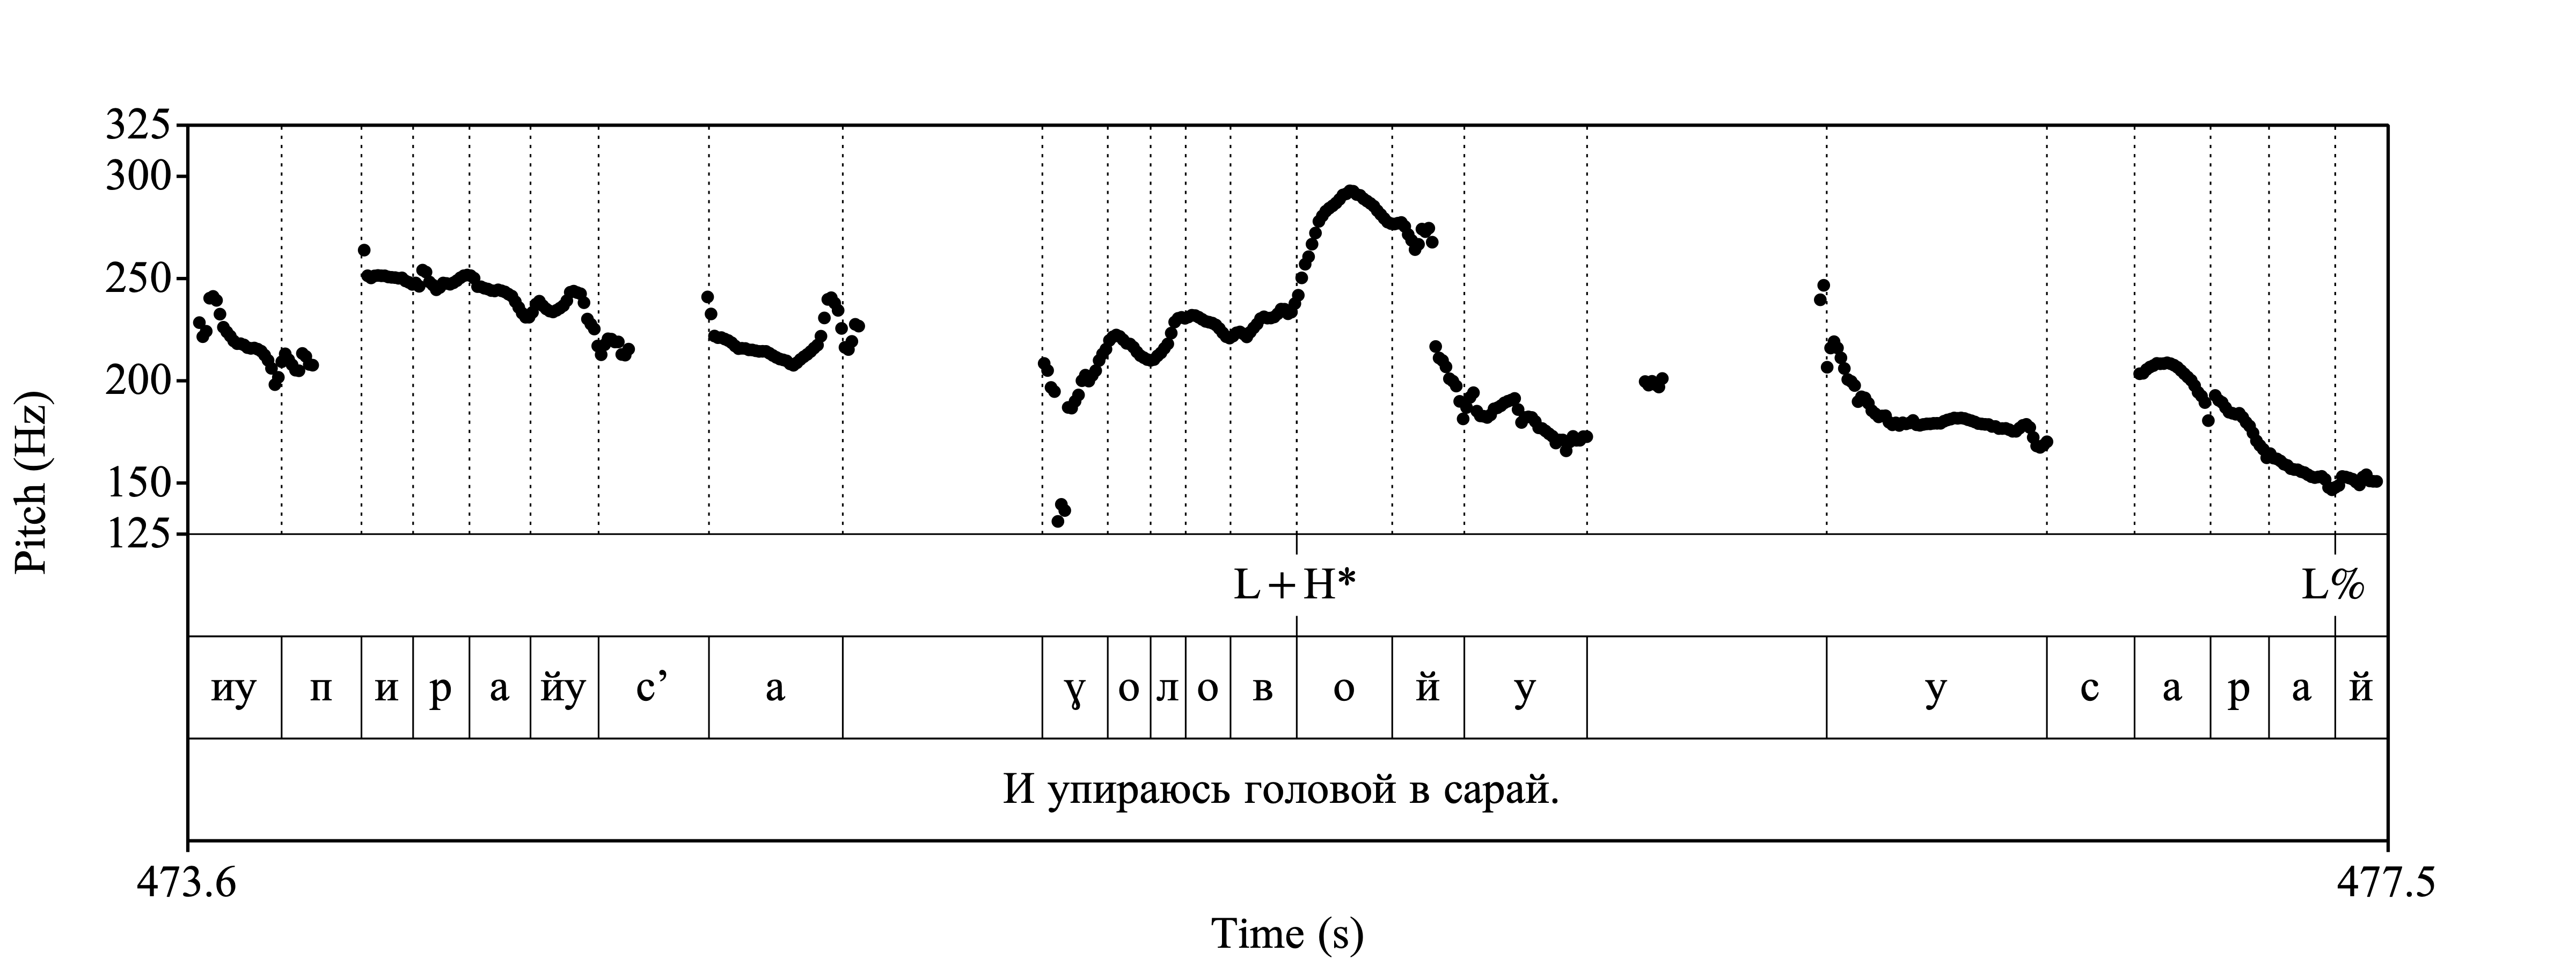 325
300
250
200
150
125
Pitch (Hz)
L+H* L%
иу п и р а йу с’ а ɣ о л о в о й у у с а р а й
И упираюсь головой в сарай.
473.6 477.5
Time (s)